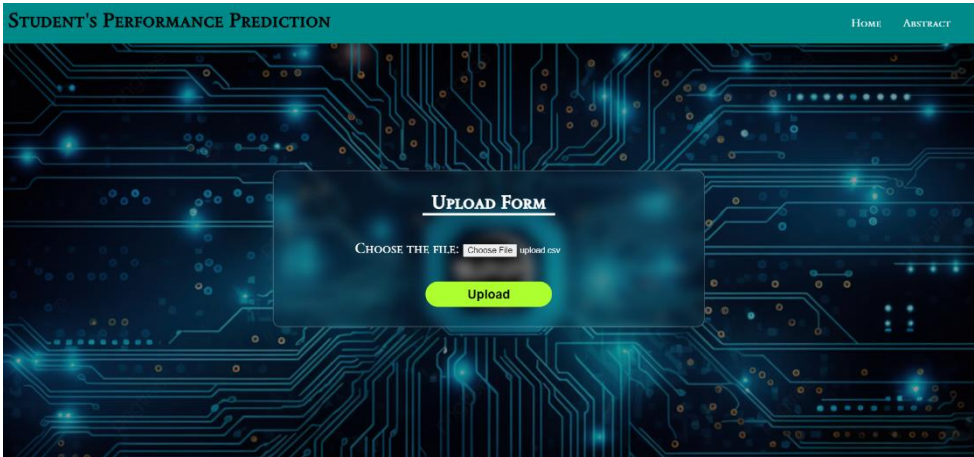 Student's Performance Prediction
Home Abstract
Upload Form
Choose the file: Choose File upload.csv
Upload